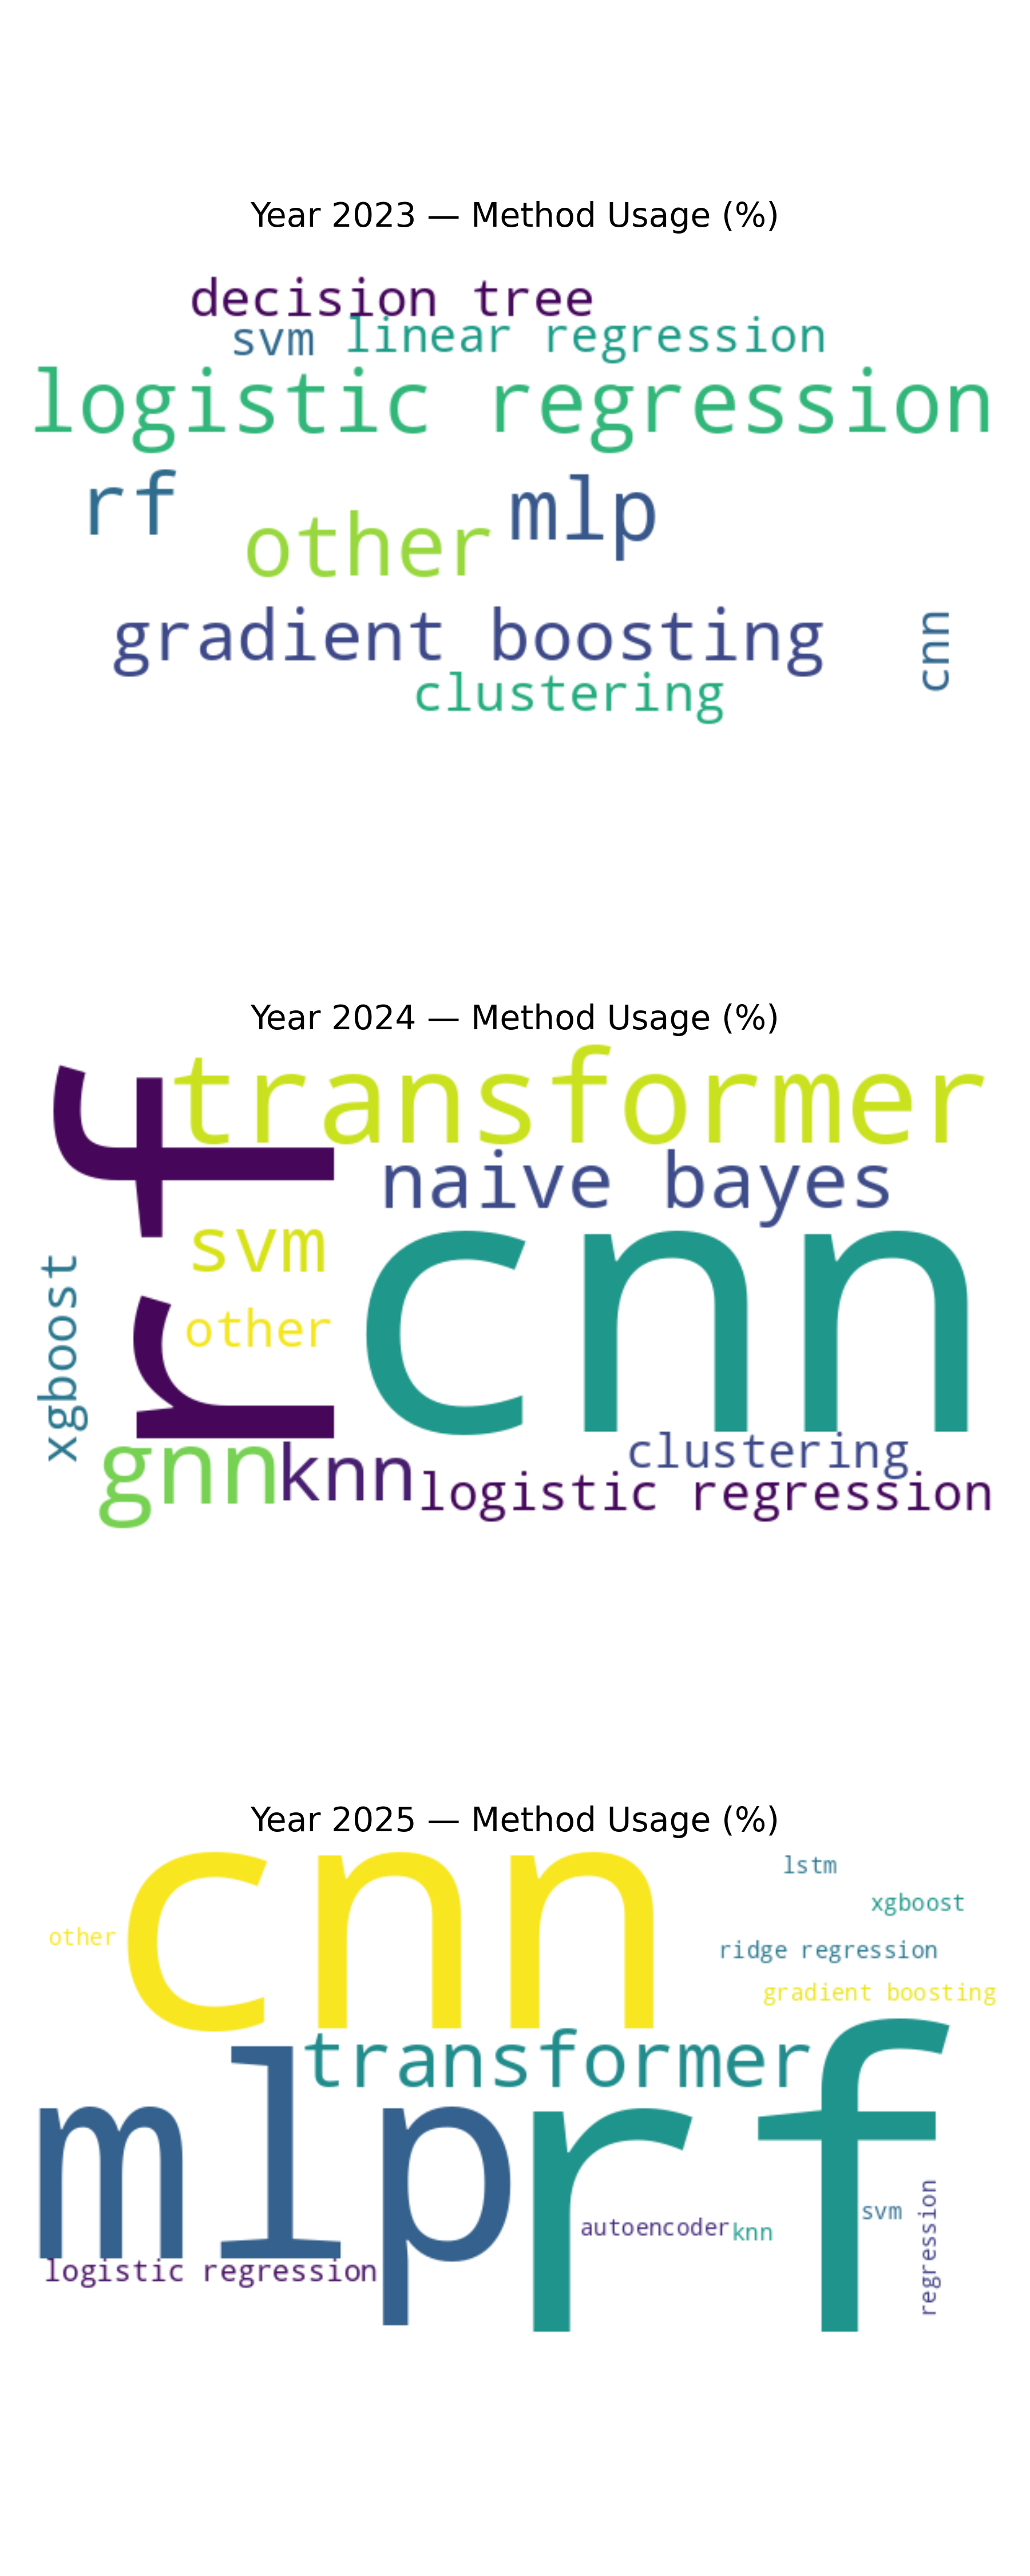 Year 2023 — Method Usage (%)
decision tree
svm linear regression
logistic regression
rf
other mlp
gradient boosting
cnn
clustering
Year 2024 — Method Usage (%)
rf
transformer
naive bayes
svm
cnn
other
xgboost
gnn
knn
clustering
logistic regression
Year 2025 — Method Usage (%)
cnn
lstm
xgboost
other
ridge regression
gradient boosting
transformer
mlp
rf
svm
regression
autoencoder
knn
logistic regression